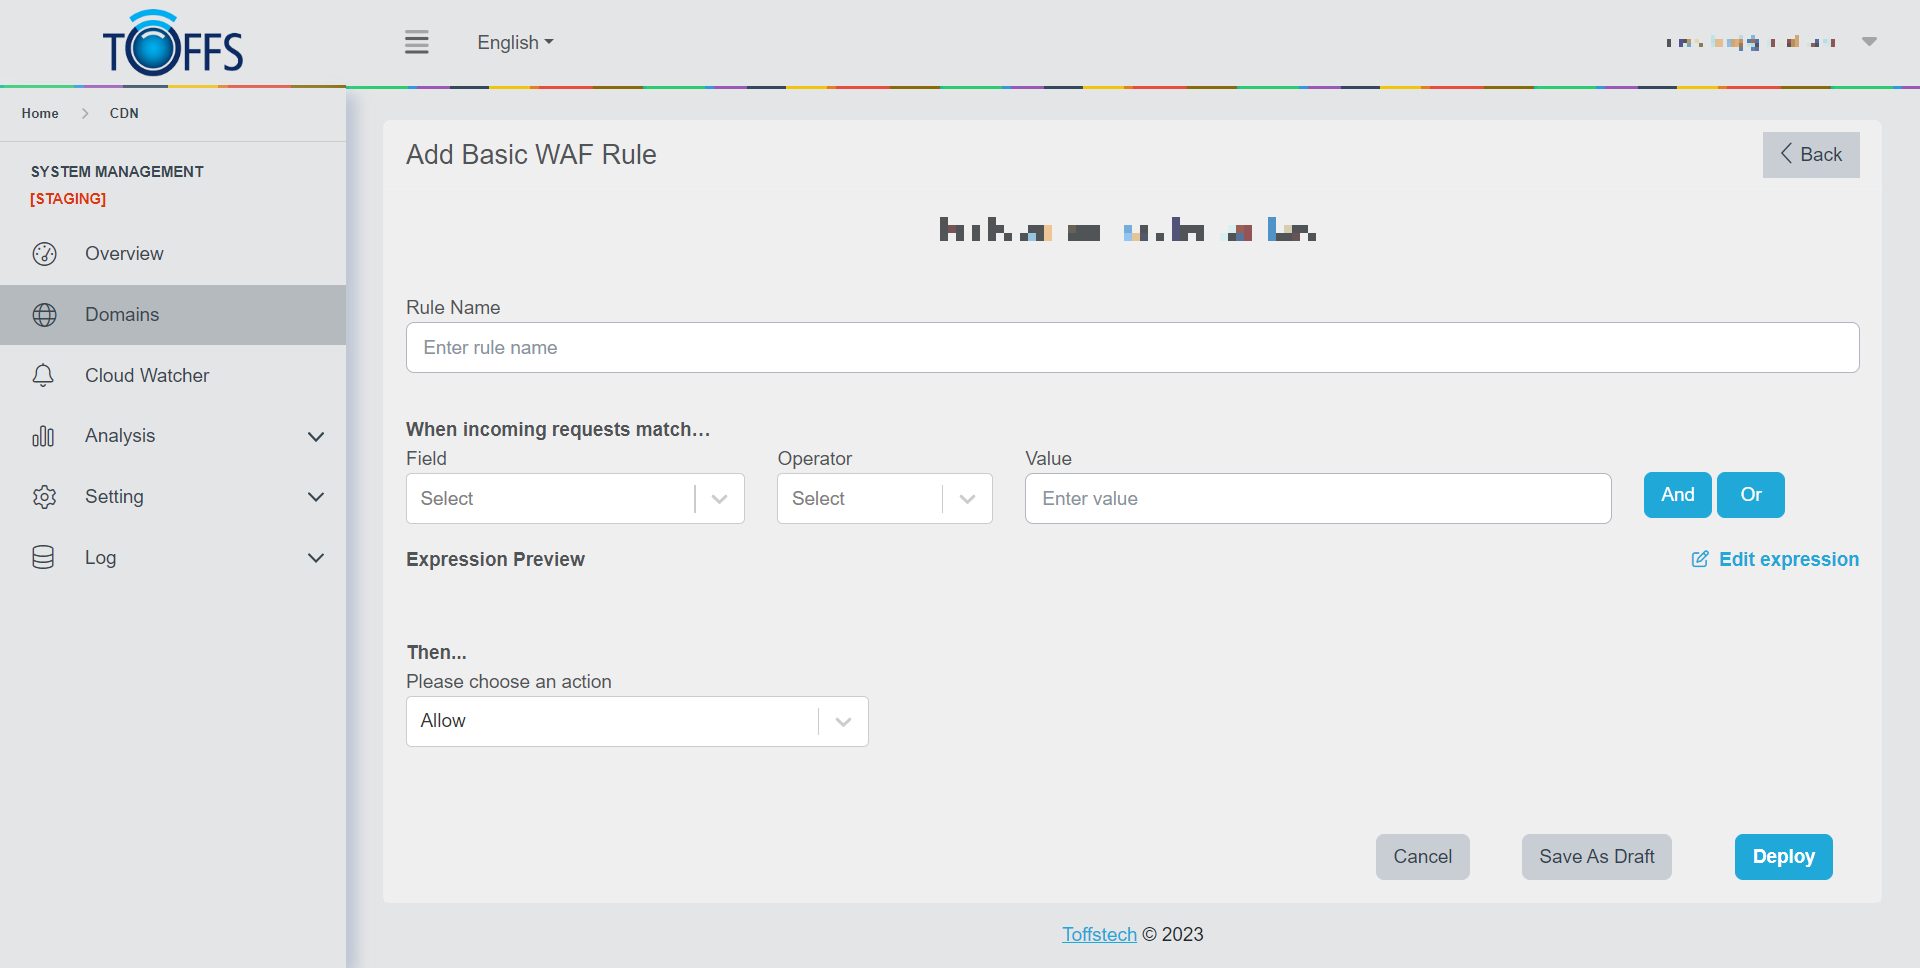 TOFFS
English
Home > CDN
SYSTEM MANAGEMENT
[STAGING]
Overview
Domains
Cloud Watcher
Analysis
Setting
Log
Add Basic WAF Rule
Back
Rule Name
Enter rule name
When incoming requests match...
Field
Operator
Value
Select
Select
Enter value
And
Or
Expression Preview
Edit expression
Then...
Please choose an action
Allow
Cancel
Save As Draft
Deploy
Toffstech © 2023